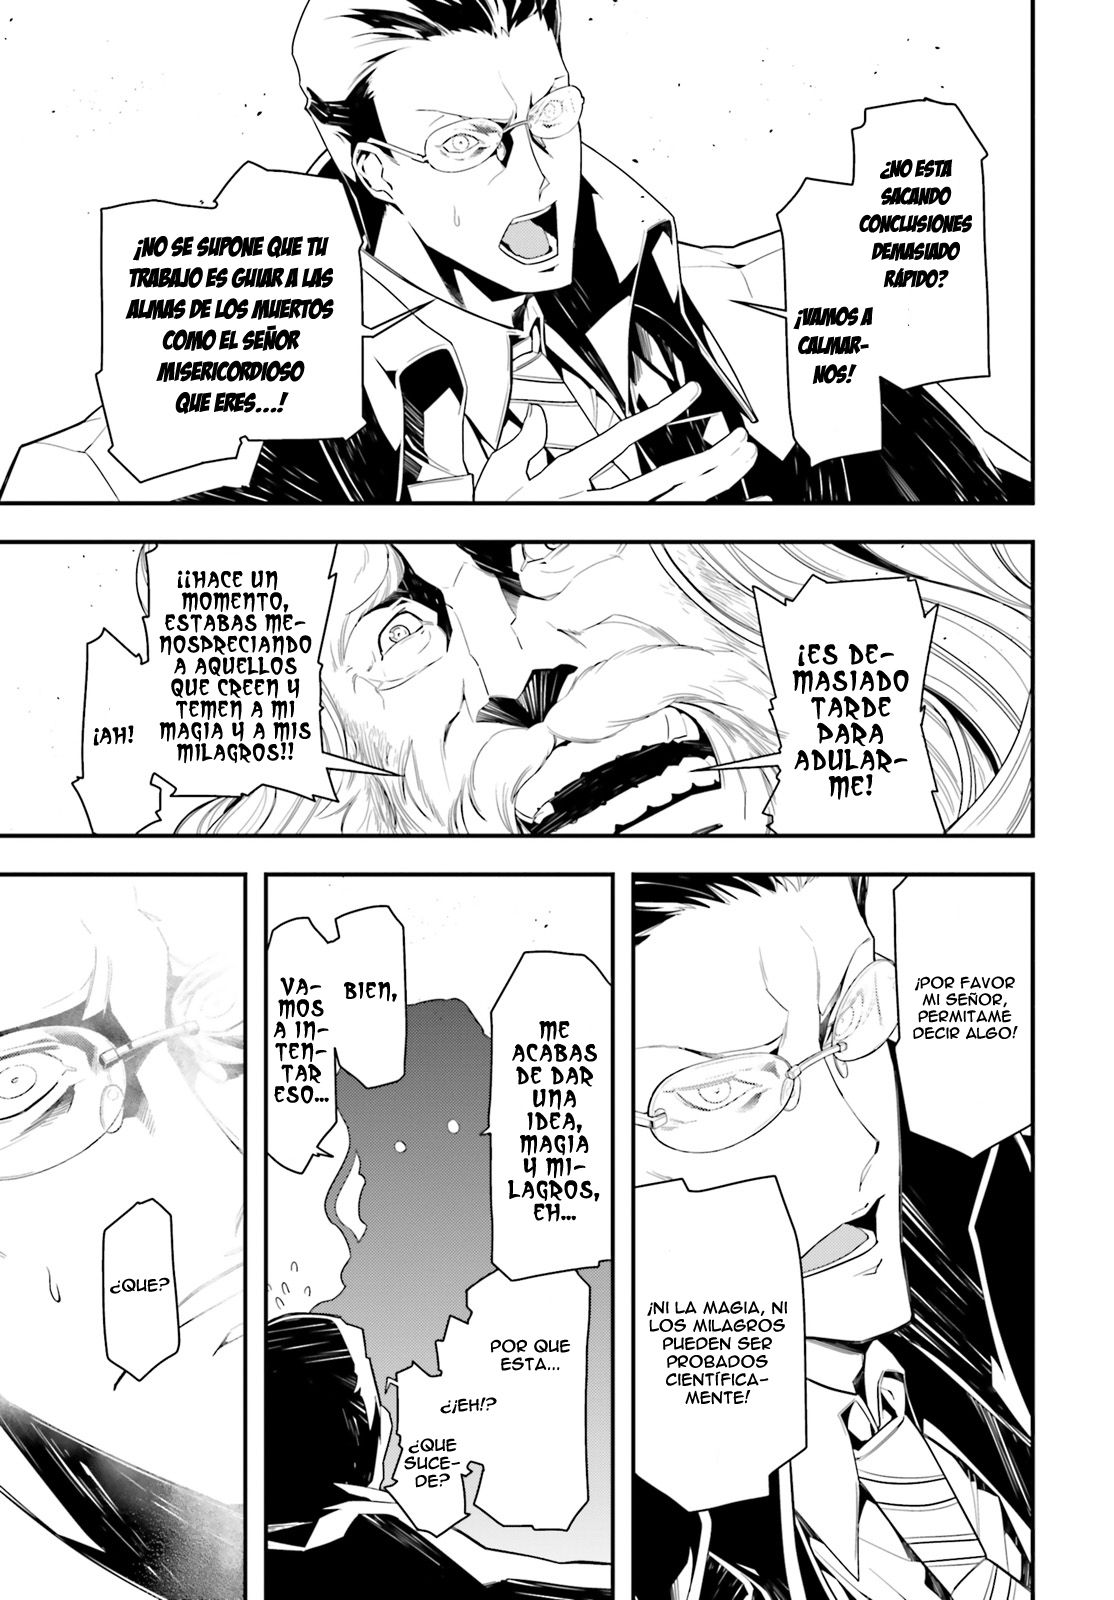 ¿NO ESTA
SACANDO
CONCLUSIONES
DEMASIADO
RÁPIDO?
¡VAMOS A
CALMAR-
NOS!
¡NO SE SUPONE QUE TU
TRABAJO ES GUIAR A LAS
ALMAS DE LOS MUERTOS
COMO EL SEÑOR
MISERICORDIOSO
QUE ERES...!
¡ES DE-
MASIADO
TARDE
PARA
ADULAR-
ME!
¡¡HACE UN
MOMENTO,
ESTABAS ME-
NOSPRECIANDO
A AQUELLOS
QUE CREEN Y
TEMEN A MI
MAGIA Y A MIS
MILAGROS!!
¡AH!
¡POR FAVOR
MI SEÑOR,
PERMITAME
DECIR ALGO!
¡NI LA MAGIA, NI
LOS MILAGROS
PUEDEN SER
PROBADOS
CIENTÍFICA-
MENTE!
ME
ACABAS
DE DAR
UNA
IDEA,
MAGIA
Y MI-
LAGROS,
EH...
BIEN,
VA-
MOS
A IN-
TEN-
TAR
ESO...
POR QUE
ESTA...
¿¡EH!?
¿QUE
SUCE-
DE?
¿QUE?